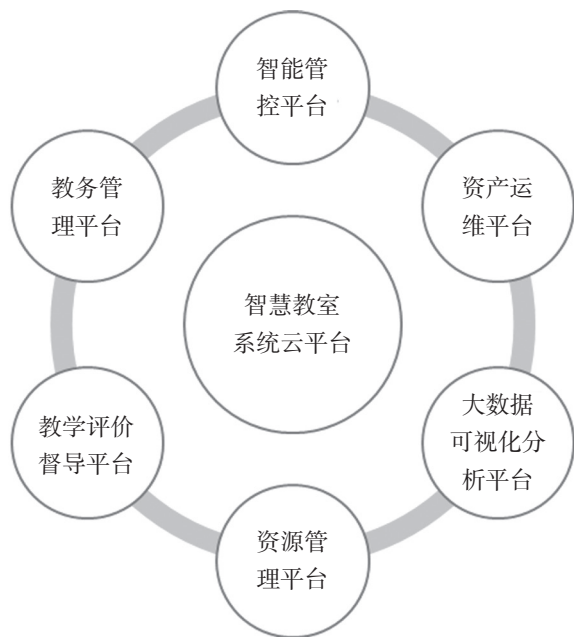 智能管
控平台
教务管
理平台
资产运
维平台
智慧教室
系统云平台
教学评价
督导平台
大数据
可视化分
析平台
资源管
理平台